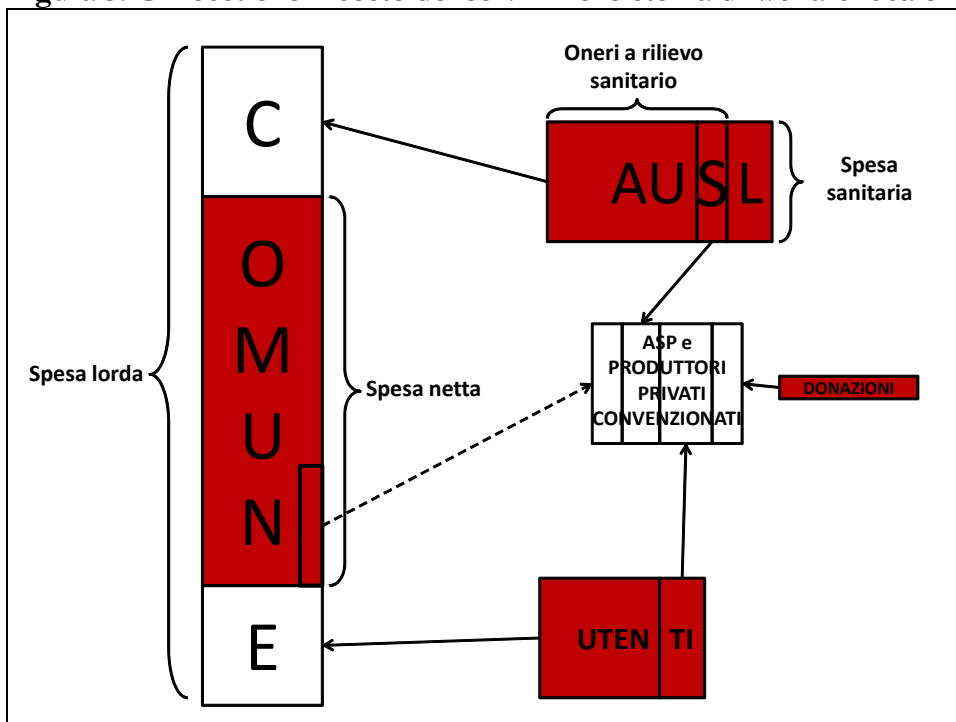 Oneri a rilievo
sanitario
C
O
M
U
N
E
AUSL
Spesa
sanitaria
Spesa lorda
Spesa netta
ASP e
PRODUTTORI
PRIVATI
CONVENZIONATI
DONAZIONI
UTENTI